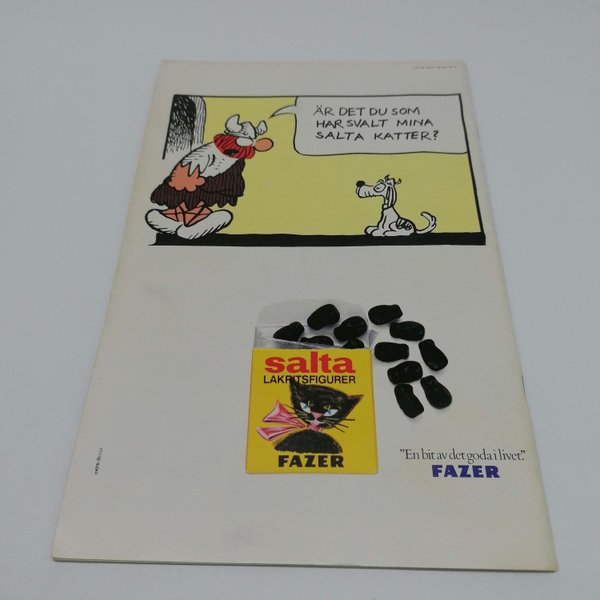 ÄR DET DU SOM
HAR SVALT MINA
SALTA KATTER?
salta
LAKRITSFIGURER
FAZER
"En bit av det goda i livet."
FAZER